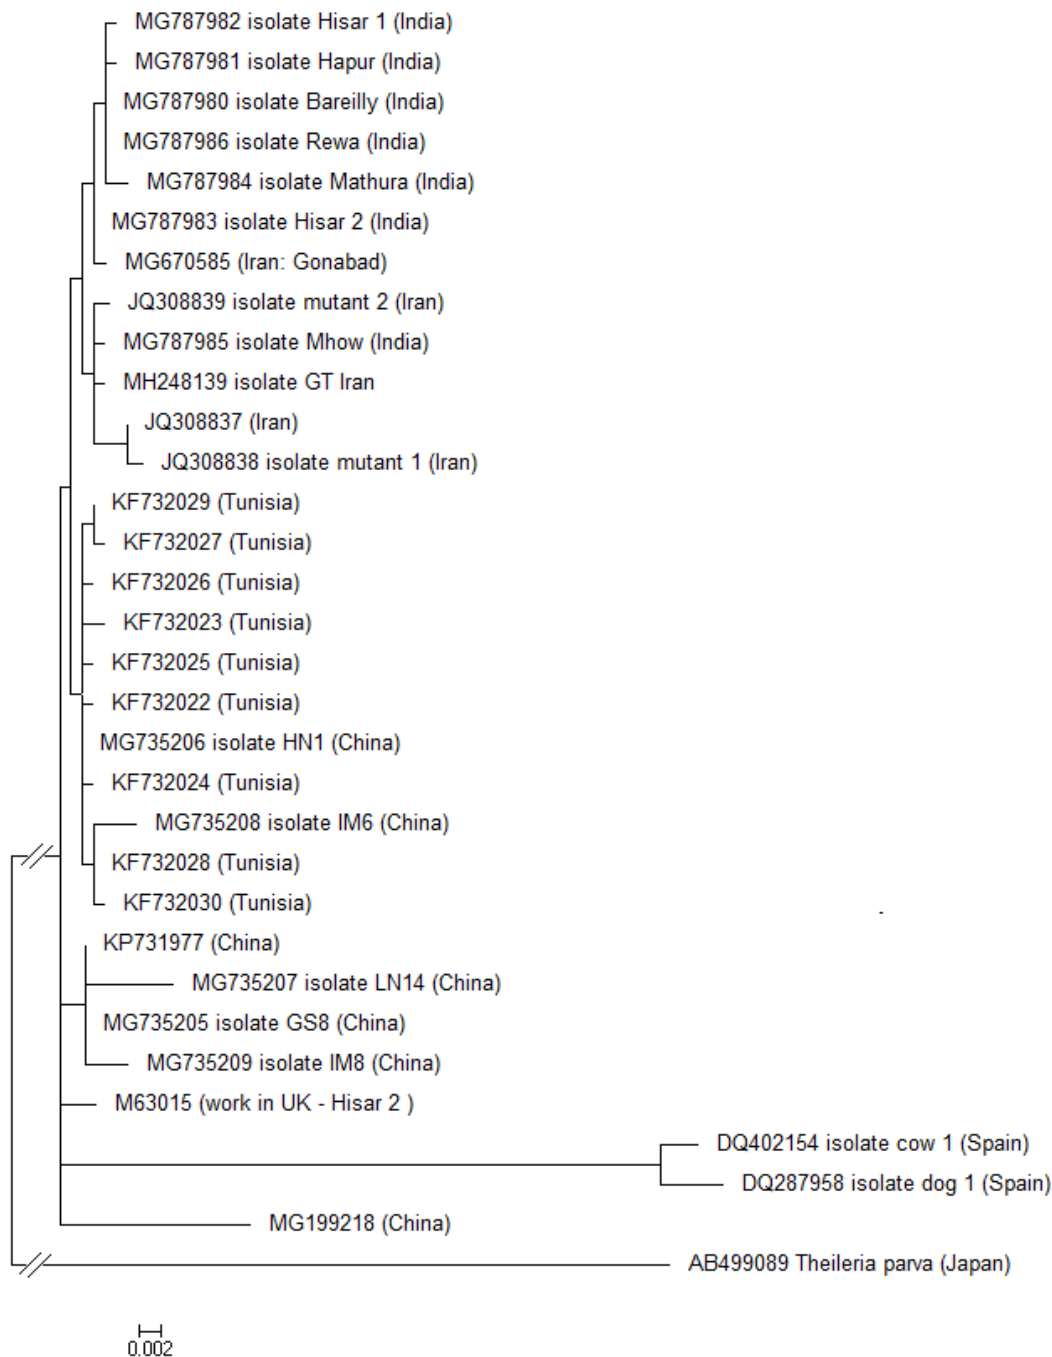 MG787982 isolate Hisar 1 (India)
MG787981 isolate Hapur (India)
MG787980 isolate Bareilly (India)
MG787986 isolate Rewa (India)
MG787984 isolate Mathura (India)
MG787983 isolate Hisar 2 (India)
MG670585 (Iran: Gonabad)
JQ308839 isolate mutant 2 (Iran)
MG787985 isolate Mhow (India)
MH248139 isolate GT Iran
JQ308837 (Iran)
JQ308838 isolate mutant 1 (Iran)
KF732029 (Tunisia)
KF732027 (Tunisia)
KF732026 (Tunisia)
KF732023 (Tunisia)
KF732025 (Tunisia)
KF732022 (Tunisia)
MG735206 isolate HN1 (China)
KF732024 (Tunisia)
MG735208 isolate IM6 (China)
KF732028 (Tunisia)
KF732030 (Tunisia)
KP731977 (China)
MG735207 isolate LN14 (China)
MG735205 isolate GS8 (China)
MG735209 isolate IM8 (China)
M63015 (work in UK - Hisar 2 )
DQ402154 isolate cow 1 (Spain)
DQ287958 isolate dog 1 (Spain)
MG199218 (China)
AB499089 Theileria parva (Japan)
0.002